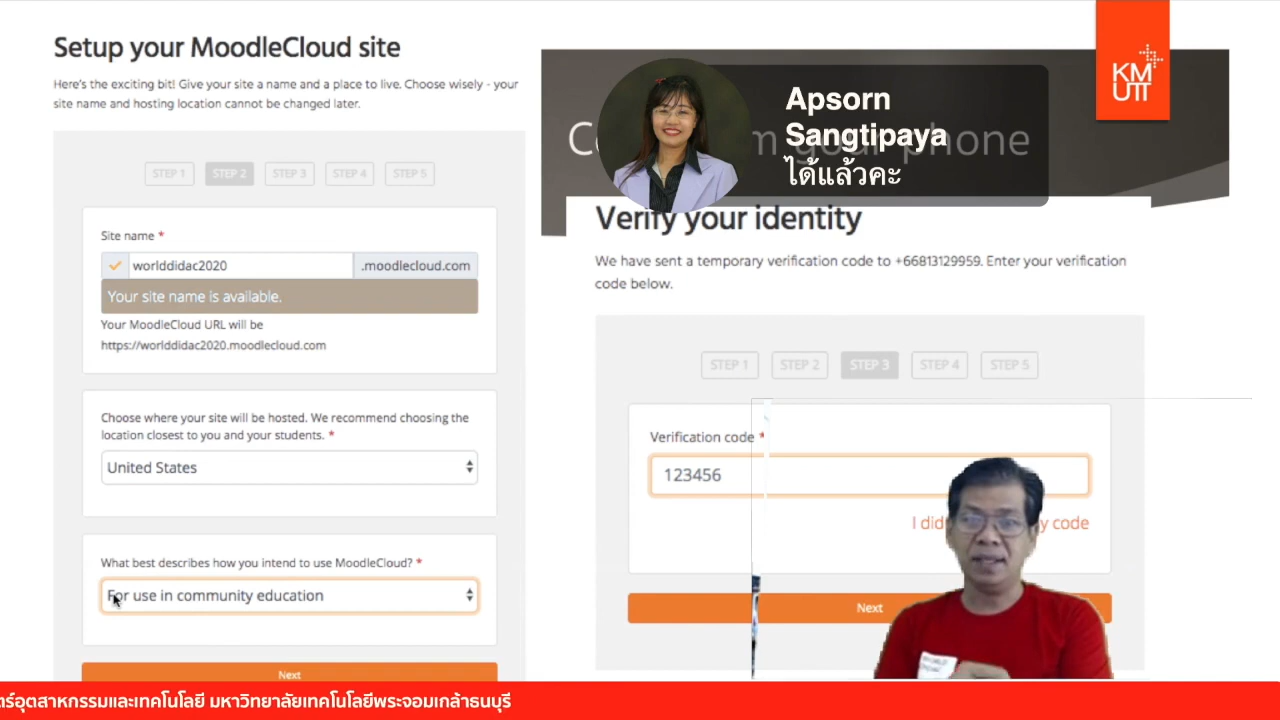 Setup your MoodleCloud site
Here's the exciting bit! Give your site a name and a place to live. Choose wisely - your
site name and hosting location cannot be changed later.
STEP 1
STEP 2
STEP 3
STEP 4
STEP 5
Site name *
worlddidac2020
.moodlecloud.com
Your site name is available.
Your MoodleCloud URL will be
https://worlddidac2020.moodlecloud.com
Choose where your site will be hosted. We recommend choosing the
location closest to you and your students. *
United States
What best describes how you intend to use MoodleCloud? *
For use in community education
Next
KM
UTT
Apsorn
Sangtipaya
ได้แล้วคะ
your phone
Verify your identity
We have sent a temporary verification code to +66813129959. Enter your verification
code below.
STEP 1
STEP 2
STEP 3
STEP 4
STEP 5
Verification code *
123456
I did
code
Next
อุตสาหกรรมและเทคโนโลยี มหาวิทยาลัยเทคโนโลยีพระจอมเกล้าธนบุรี